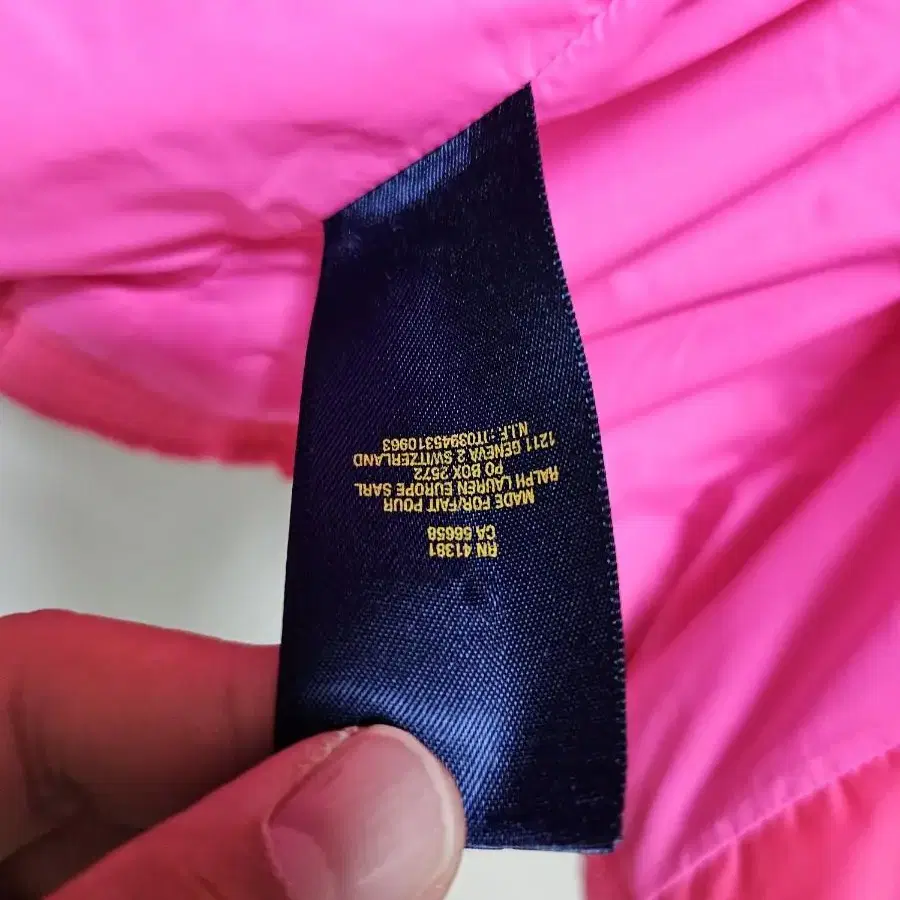 RN 41381
CA 56658
MADE FOR/FAIT POUR
RALPH LAUREN EUROPE SARL
PO BOX 2572
1211 GENEVA 2 SWITZERLAND
N.I.F.: IT03945310963